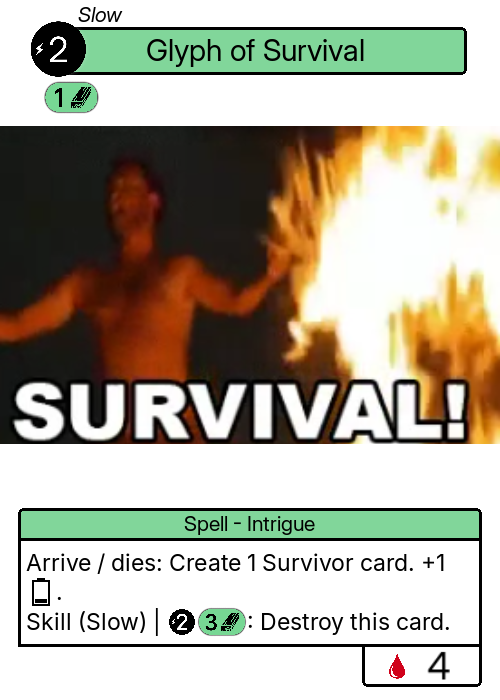 Slow
2 Glyph of Survival
1
SURVIVAL!
Spell - Intrigue
Arrive / dies: Create 1 Survivor card. +1
.
Skill (Slow) | 2 3 : Destroy this card.
4